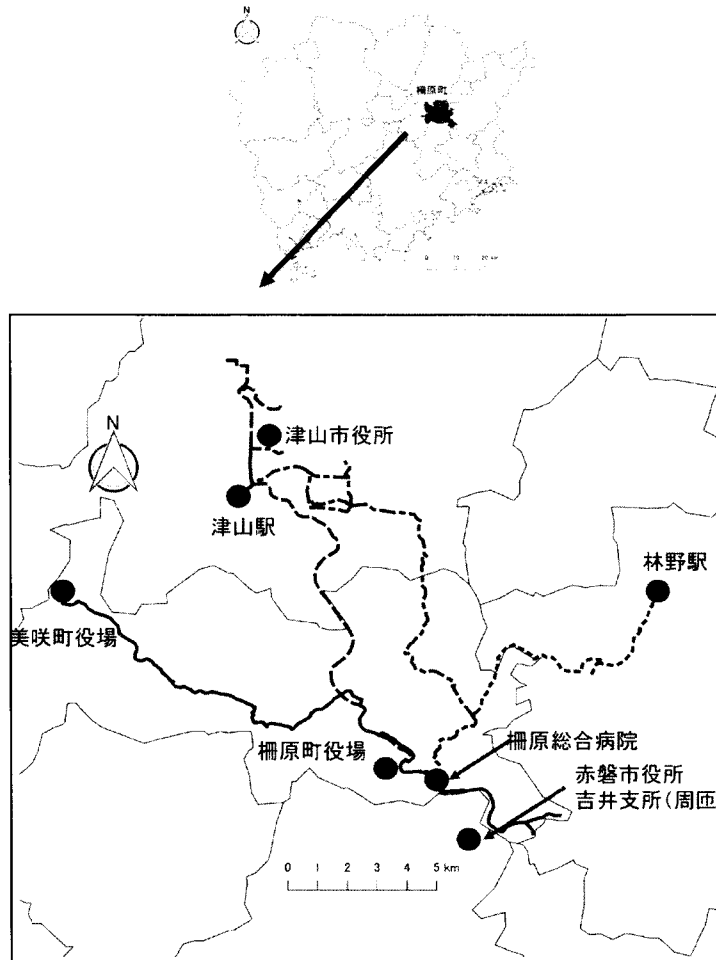 N
柵原町
0 10 20 km
N
津山市役所
津山駅
林野駅
美咲町役場
柵原総合病院
柵原町役場
赤磐市役所
吉井支所(周匝
0 1 2 3 4 5 km